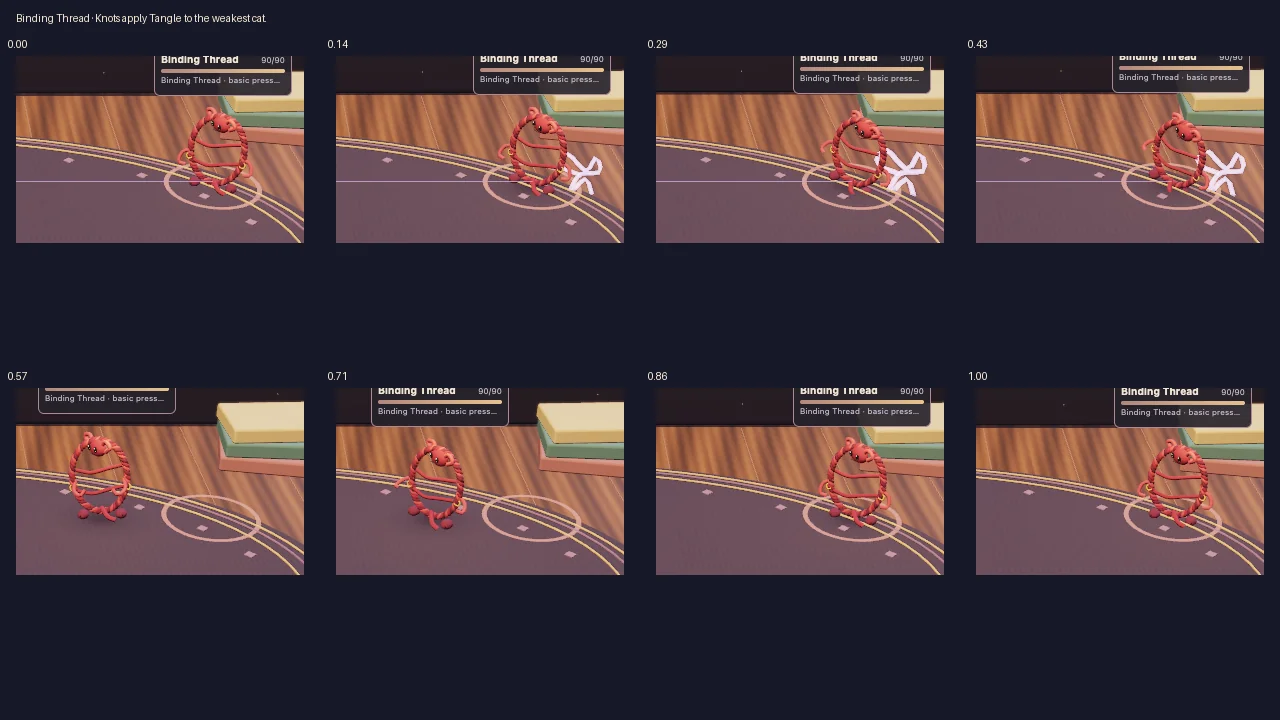 Binding Thread · Knots apply Tangle to the weakest cat.
0.00
0.14
0.29
0.43
Binding Thread 90/90
Binding Thread · basic press...
Binding Thread 90/90
Binding Thread · basic press...
Binding Thread 90/90
Binding Thread · basic press...
Binding Thread 90/90
Binding Thread · basic press...
0.57
0.71
0.86
1.00
Binding Thread · basic press...
Binding Thread 90/90
Binding Thread · basic press...
Binding Thread 90/90
Binding Thread · basic press...
Binding Thread 90/90
Binding Thread · basic press...